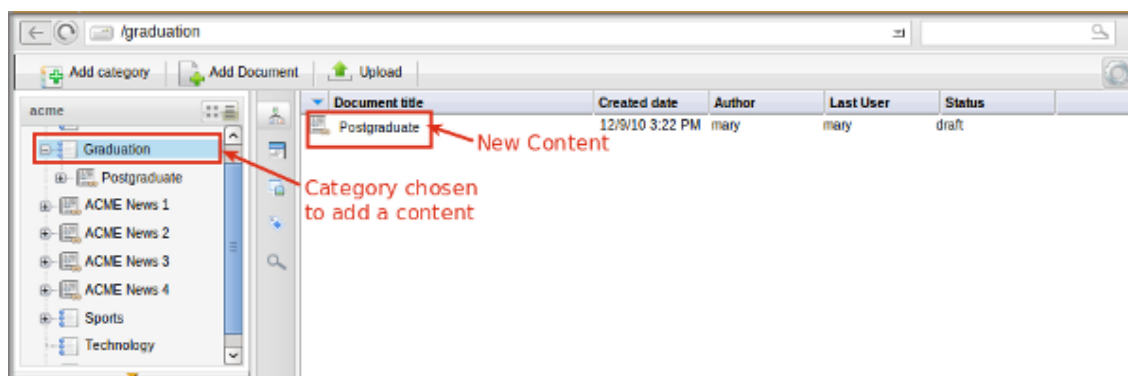 /graduation
Add category Add Document Upload
acme
Document title Created date Author Last User Status
Postgraduate 12/9/10 3:22 PM mary mary draft
New Content
Graduation
Postgraduate
Category chosen
to add a content
ACME News 1
ACME News 2
ACME News 3
ACME News 4
Sports
Technology